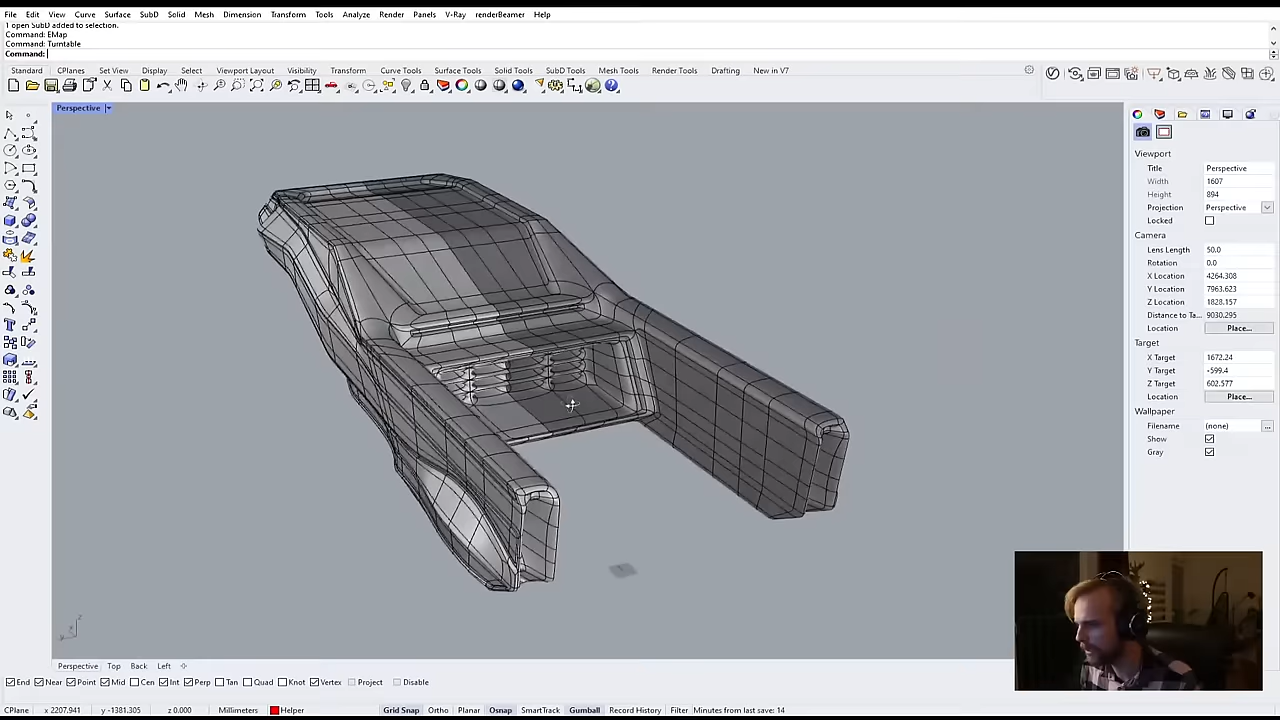 File Edit View Curve Surface SubD Solid Mesh Dimension Transform Tools Analyze Render Panels V-Ray renderBeamer Help
1 open SubD added to selection.
Command: EMap
Command: Turntable
Command:
Standard CPlanes Set View Display Select Viewport Layout Visibility Transform Curve Tools Surface Tools Solid Tools SubD Tools Mesh Tools Render Tools Drafting New in V7
Perspective
Viewport
Title Perspective
Width 1607
Height 894
Projection Perspective
Locked
Camera
Lens Length 50.0
Rotation 0.0
X Location 4264.308
Y Location 7963.623
Z Location 1828.157
Distance to Ta... 9030.295
Location Place...
Target
X Target 1672.24
Y Target -599.4
Z Target 602.577
Location Place...
Wallpaper
Filename (none) ...
Show
Gray
z
x
y
Perspective Top Back Left
End Near Point Mid Cen Int Perp Tan Quad Knot Vertex Project Disable
CPlane x 2207.941 y -1381.305 z 0.000 Millimeters Helper Grid Snap Ortho Planar Osnap SmartTrack Gumball Record History Filter Minutes from last save: 14